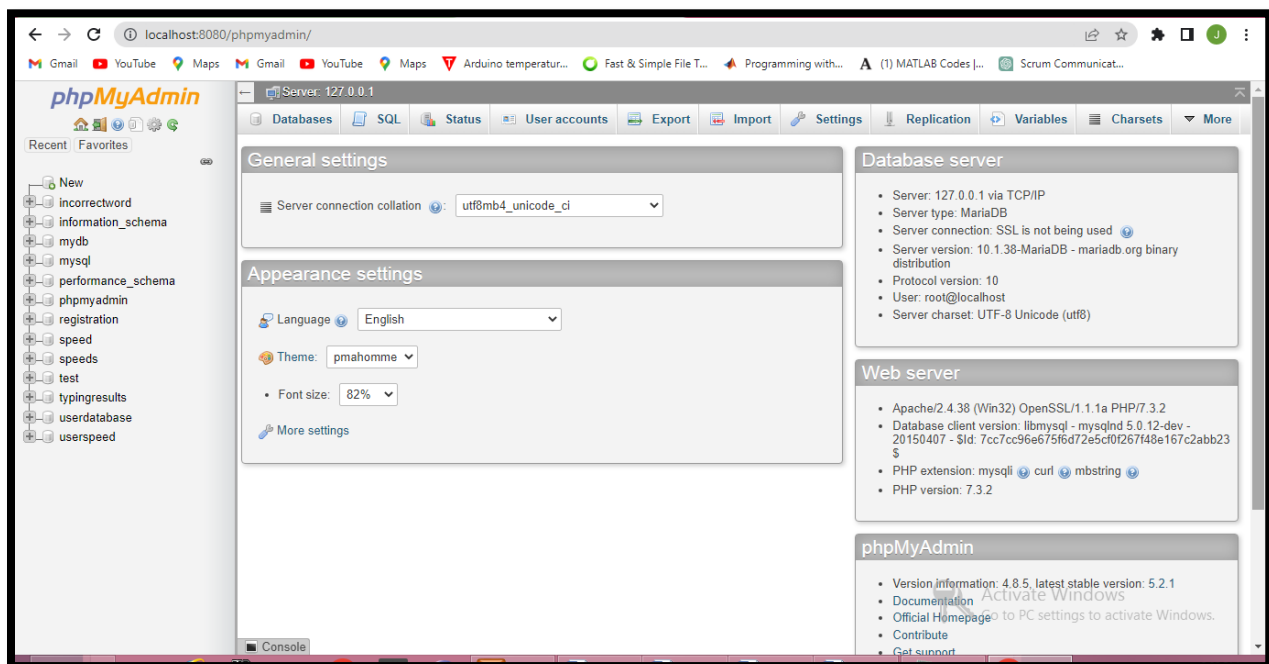 localhost:8080/phpmyadmin/
J
Gmail YouTube Maps Gmail YouTube Maps Arduino temperatur... Fast & Simple File T... Programming with... (1) MATLAB Codes |... Scrum Communicat...
phpMyAdmin
Recent Favorites
New
incorrectword
information_schema
mydb
mysql
performance_schema
phpmyadmin
registration
speed
speeds
test
typingresults
userdatabase
userspeed
Server: 127.0.0.1
Databases SQL Status User accounts Export Import Settings Replication Variables Charsets More
General settings
Server connection collation : utf8mb4_unicode_ci
Appearance settings
Language English
Theme: pmahomme
• Font size: 82%
More settings
Database server
• Server: 127.0.0.1 via TCP/IP
• Server type: MariaDB
• Server connection: SSL is not being used
• Server version: 10.1.38-MariaDB - mariadb.org binary
distribution
• Protocol version: 10
• User: root@localhost
• Server charset: UTF-8 Unicode (utf8)
Web server
• Apache/2.4.38 (Win32) OpenSSL/1.1.1a PHP/7.3.2
• Database client version: libmysql - mysqlnd 5.0.12-dev -
20150407 - $Id: 7cc7cc96e675f6d72e5cf0f267f48e167c2abb23
$
• PHP extension: mysqli curl mbstring
• PHP version: 7.3.2
phpMyAdmin
• Version information: 4.8.5, latest stable version: 5.2.1
• Documentation
• Official Homepage
• Contribute
• Get support
Activate Windows
Go to PC settings to activate Windows.
Console